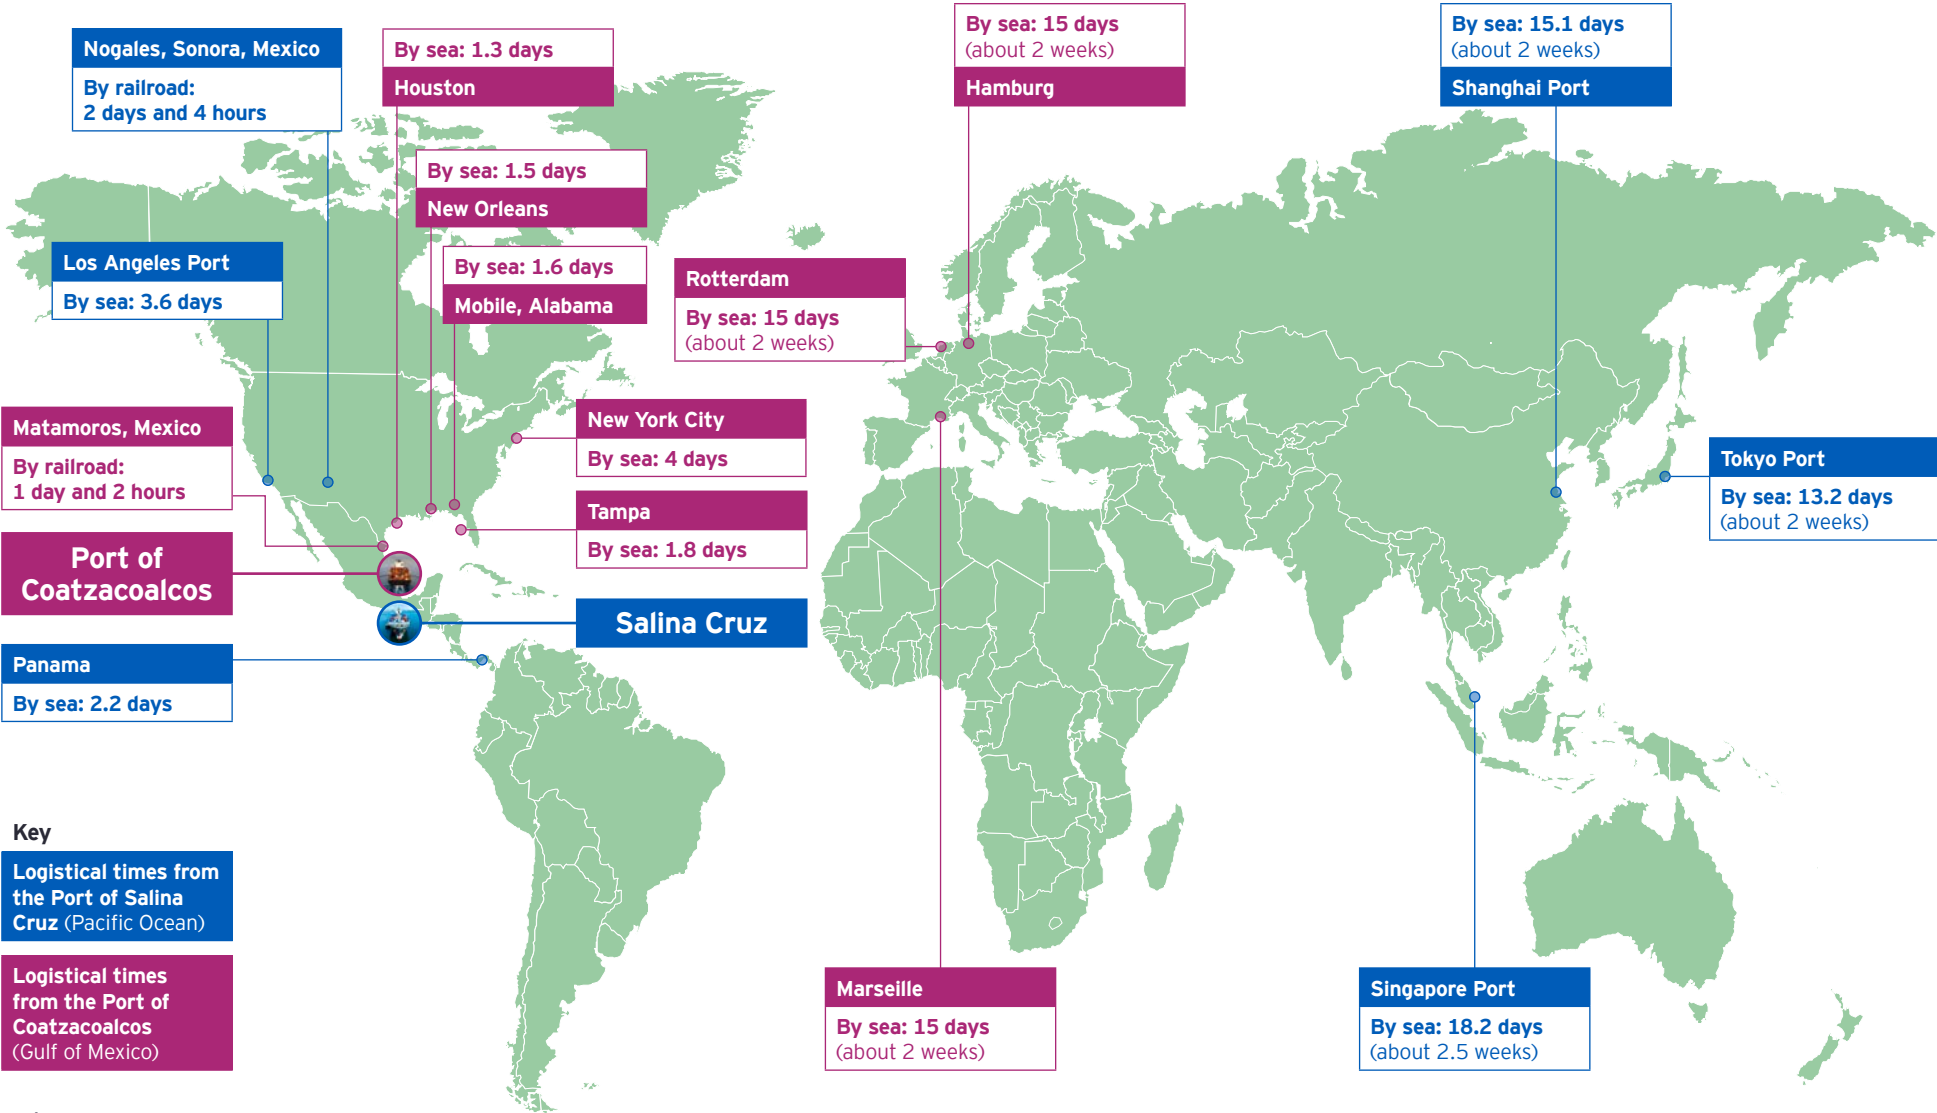 Nogales, Sonora, Mexico
By railroad:
2 days and 4 hours
By sea: 1.3 days
Houston
By sea: 15 days
(about 2 weeks)
Hamburg
By sea: 15.1 days
(about 2 weeks)
Shanghai Port
By sea: 1.5 days
New Orleans
Los Angeles Port
By sea: 3.6 days
By sea: 1.6 days
Mobile, Alabama
Rotterdam
By sea: 15 days
(about 2 weeks)
Matamoros, Mexico
By railroad:
1 day and 2 hours
New York City
By sea: 4 days
Tokyo Port
By sea: 13.2 days
(about 2 weeks)
Tampa
By sea: 1.8 days
Port of
Coatzacoalcos
Salina Cruz
Panama
By sea: 2.2 days
Key
Logistical times from
the Port of Salina
Cruz (Pacific Ocean)
Logistical times
from the Port of
Coatzacoalcos
(Gulf of Mexico)
Marseille
By sea: 15 days
(about 2 weeks)
Singapore Port
By sea: 18.2 days
(about 2.5 weeks)